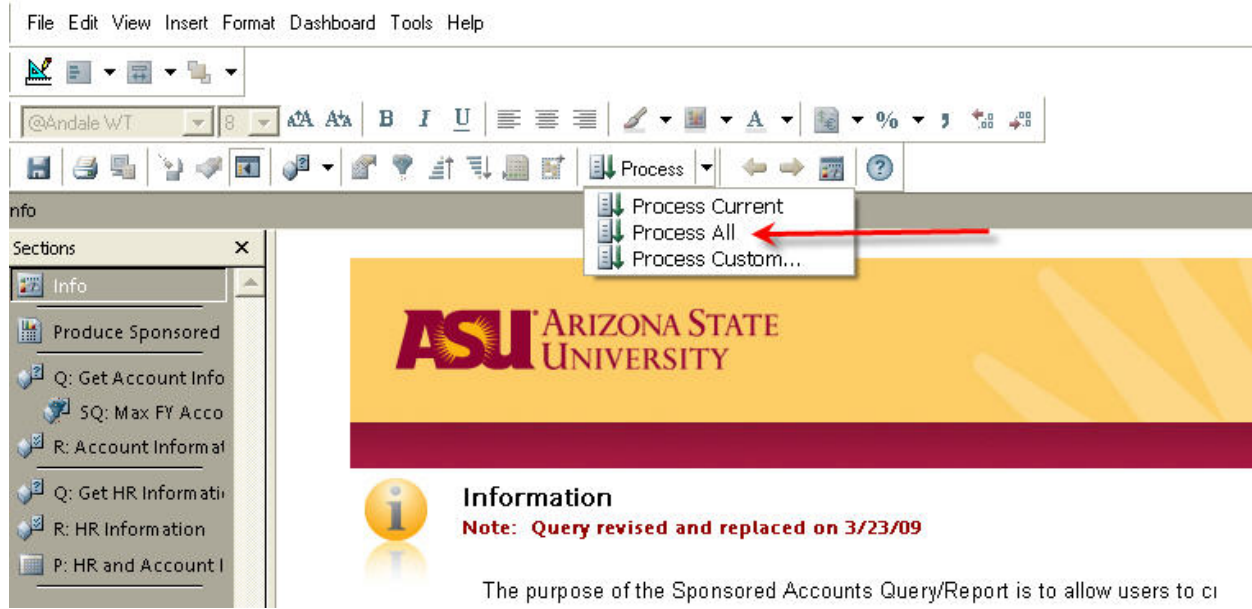 File Edit View Insert Format Dashboard Tools Help
@Andale WT 8 B I U A %
Process
Process Current
Process All
Process Custom...
nfo
Sections
Info
Produce Sponsored
Q: Get Account Info
SQ: Max FY Acco
R: Account Informat
Q: Get HR Informati
R: HR Information
P: HR and Account I
ASU ARIZONA STATE
UNIVERSITY
Information
Note: Query revised and replaced on 3/23/09
The purpose of the Sponsored Accounts Query/Report is to allow users to